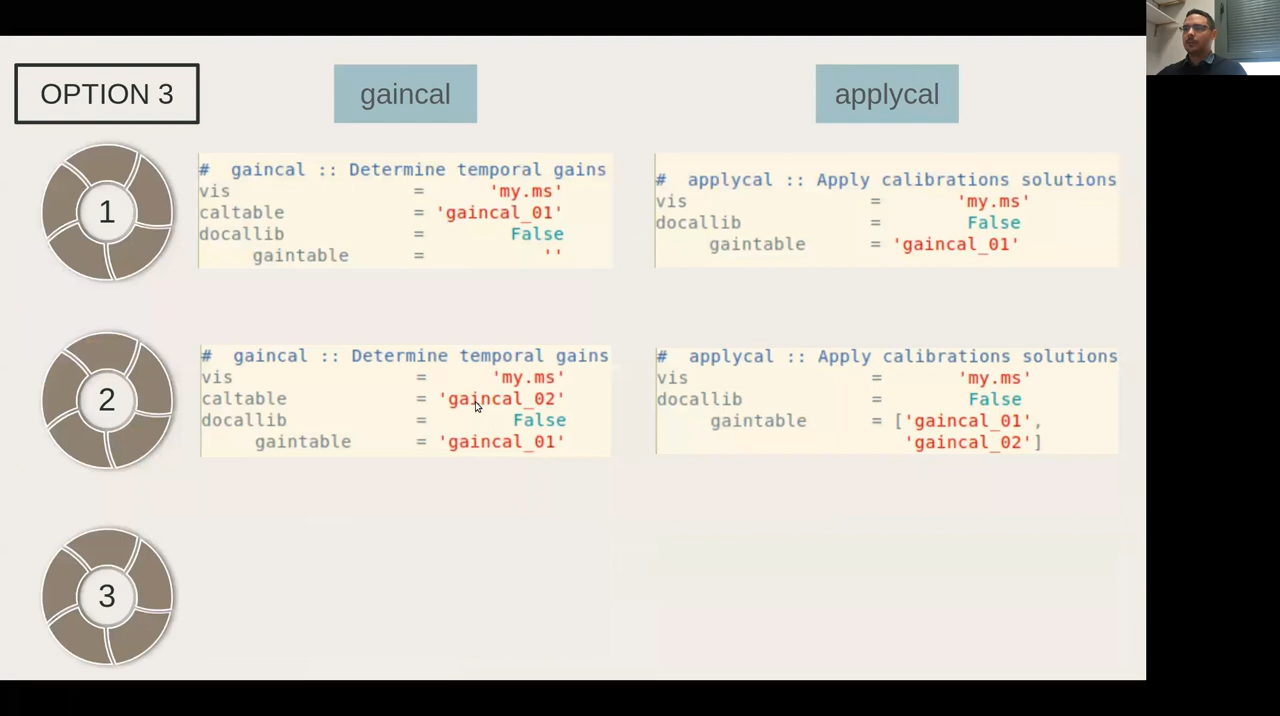 OPTION 3
gaincal
applycal
1
# gaincal :: Determine temporal gains
vis = 'my.ms'
caltable = 'gaincal_01'
docallib = False
gaintable = ''
# applycal :: Apply calibrations solutions
vis = 'my.ms'
docallib = False
gaintable = 'gaincal_01'
2
# gaincal :: Determine temporal gains
vis = 'my.ms'
caltable = 'gaincal_02'
docallib = False
gaintable = 'gaincal_01'
# applycal :: Apply calibrations solutions
vis = 'my.ms'
docallib = False
gaintable = ['gaincal_01',
'gaincal_02']
3